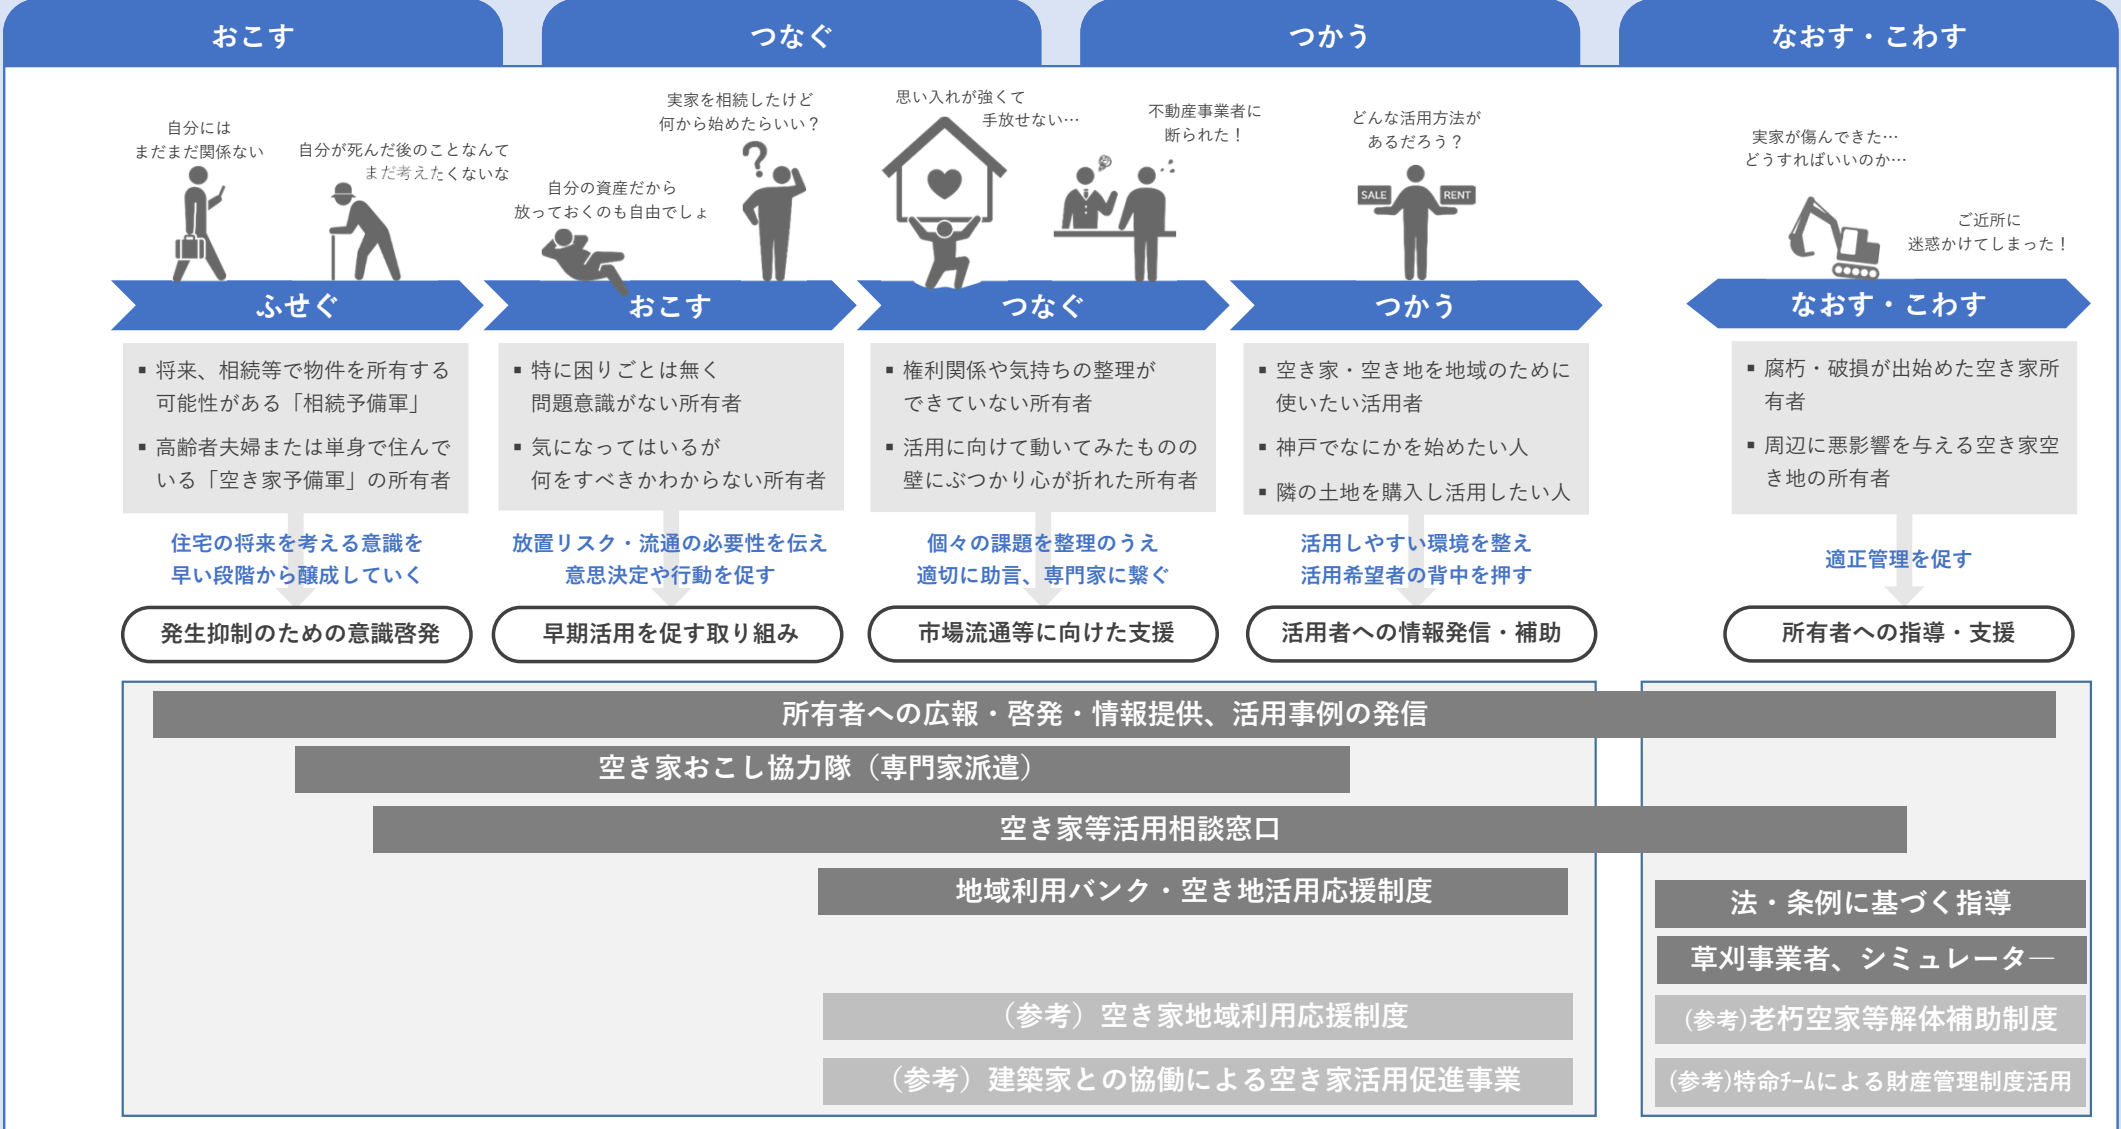 おこす
つなぐ
つかう
なおす・こわす
自分には
まだまだ関係ない
自分が死んだ後のことなんて
まだ考えたくないな
自分の資産だから
放っておくのも自由でしょ
実家を相続したけど
何から始めたらいい？
思い入れが強くて
手放せない…
不動産事業者に
断られた！
どんな活用方法が
あるだろう？
SALE
RENT
実家が傷んできた…
どうすればいいのか…
ご近所に
迷惑かけてしまった！
ふせぐ
おこす
つなぐ
つかう
なおす・こわす
▪ 将来、相続等で物件を所有する
可能性がある「相続予備軍」
▪ 高齢者夫婦または単身で住んで
いる「空き家予備軍」の所有者
▪ 特に困りごとは無く
問題意識がない所有者
▪ 気になってはいるが
何をすべきかわからない所有者
▪ 権利関係や気持ちの整理が
できていない所有者
▪ 活用に向けて動いてみたものの
壁にぶつかり心が折れた所有者
▪ 空き家・空き地を地域のために
使いたい活用者
▪ 神戸でなにかを始めたい人
▪ 隣の土地を購入し活用したい人
▪ 腐朽・破損が出始めた空き家所
有者
▪ 周辺に悪影響を与える空き家空
き地の所有者
住宅の将来を考える意識を
早い段階から醸成していく
放置リスク・流通の必要性を伝え
意思決定や行動を促す
個々の課題を整理のうえ
適切に助言、専門家に繋ぐ
活用しやすい環境を整え
活用希望者の背中を押す
適正管理を促す
発生抑制のための意識啓発
早期活用を促す取り組み
市場流通等に向けた支援
活用者への情報発信・補助
所有者への指導・支援
所有者への広報・啓発・情報提供、活用事例の発信
空き家おこし協力隊（専門家派遣）
空き家等活用相談窓口
地域利用バンク・空き地活用応援制度
法・条例に基づく指導
草刈事業者、シミュレーター
（参考）空き家地域利用応援制度
(参考)老朽空家等解体補助制度
（参考）建築家との協働による空き家活用促進事業
(参考)特命ﾁｰﾑによる財産管理制度活用